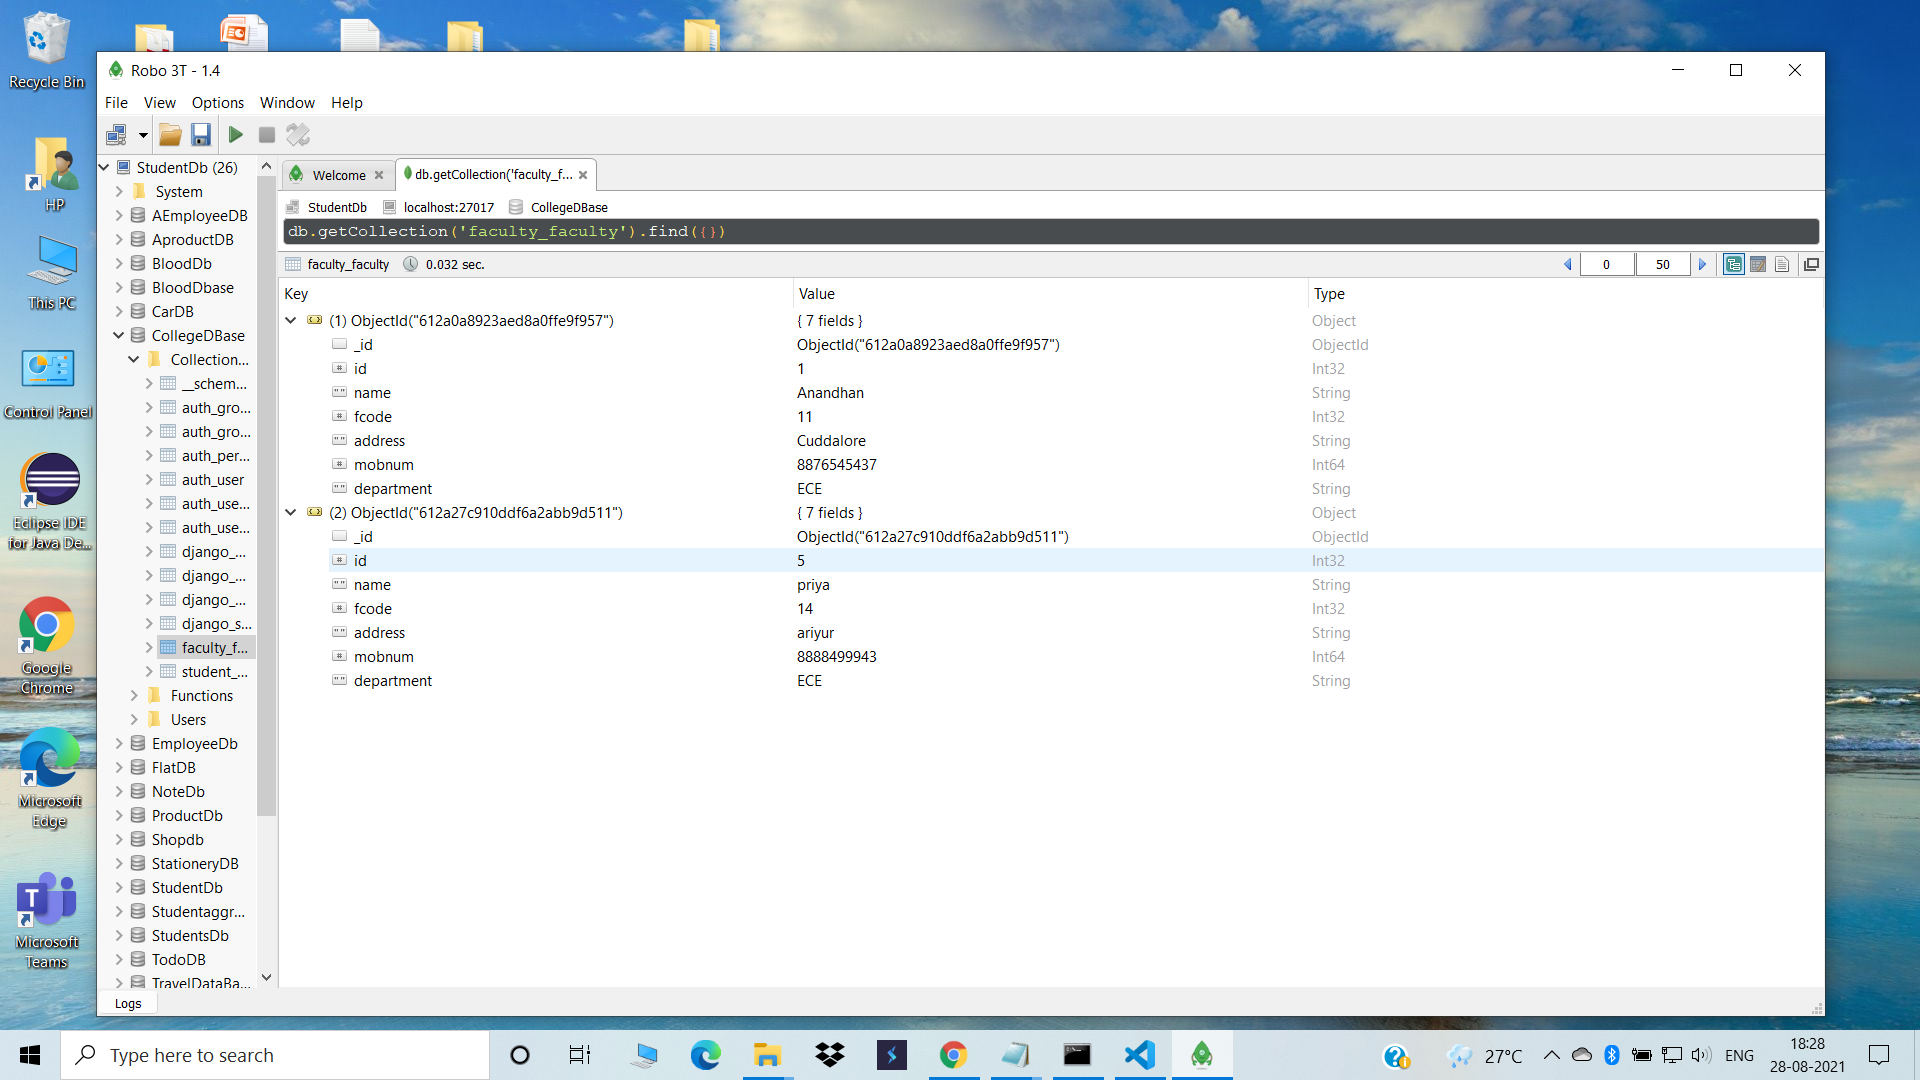 Recycle Bin
HP
This PC
Control Panel
Eclipse IDE
for Java De...
Google
Chrome
Microsoft
Edge
Microsoft
Teams
Robo 3T - 1.4
File View Options Window Help
StudentDb (26)
System
AEmployeeDB
AproductDB
BloodDb
BloodDbase
CarDB
CollegeDBase
Collection...
__schem...
auth_gro...
auth_gro...
auth_per...
auth_user
auth_use...
auth_use...
django_...
django_...
django_...
django_s...
faculty_f...
student_...
Functions
Users
EmployeeDb
FlatDB
NoteDb
ProductDb
Shopdb
StationeryDB
StudentDb
Studentaggr...
StudentsDb
TodoDB
TravelDataBa...
Logs
Welcome db.getCollection('faculty_f...
StudentDb localhost:27017 CollegeDBase
db.getCollection('faculty_faculty').find({})
faculty_faculty 0.032 sec. 0 50
Key Value Type
(1) ObjectId("612a0a8923aed8a0ffe9f957") { 7 fields } Object
_id ObjectId("612a0a8923aed8a0ffe9f957") ObjectId
id 1 Int32
name Anandhan String
fcode 11 Int32
address Cuddalore String
mobnum 8876545437 Int64
department ECE String
(2) ObjectId("612a27c910ddf6a2abb9d511") { 7 fields } Object
_id ObjectId("612a27c910ddf6a2abb9d511") ObjectId
id 5 Int32
name priya String
fcode 14 Int32
address ariyur String
mobnum 8888499943 Int64
department ECE String
Type here to search
27°C ENG 18:28
28-08-2021